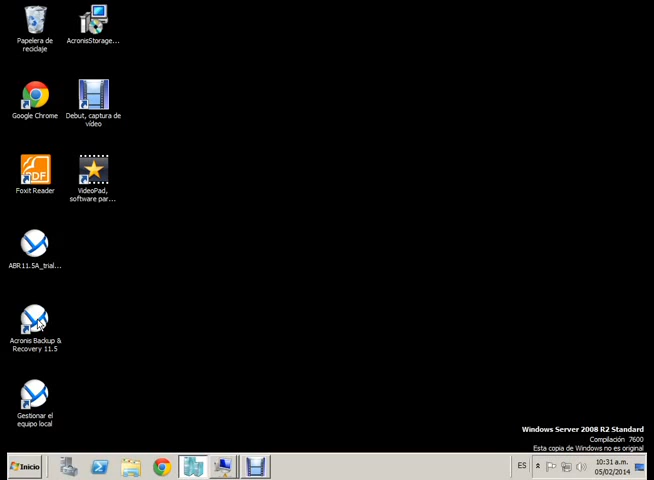 Papelera de
reciclaje
AcronisStorage...
Google Chrome
Debut, captura de
vídeo
PDF
Foxit Reader
VideoPad,
software par...
ABR11.5A_trial...
Acronis Backup &
Recovery 11.5
Gestionar el
equipo local
Windows Server 2008 R2 Standard
Compilación 7600
Esta copia de Windows no es original
Inicio
ES
10:31 a.m.
05/02/2014